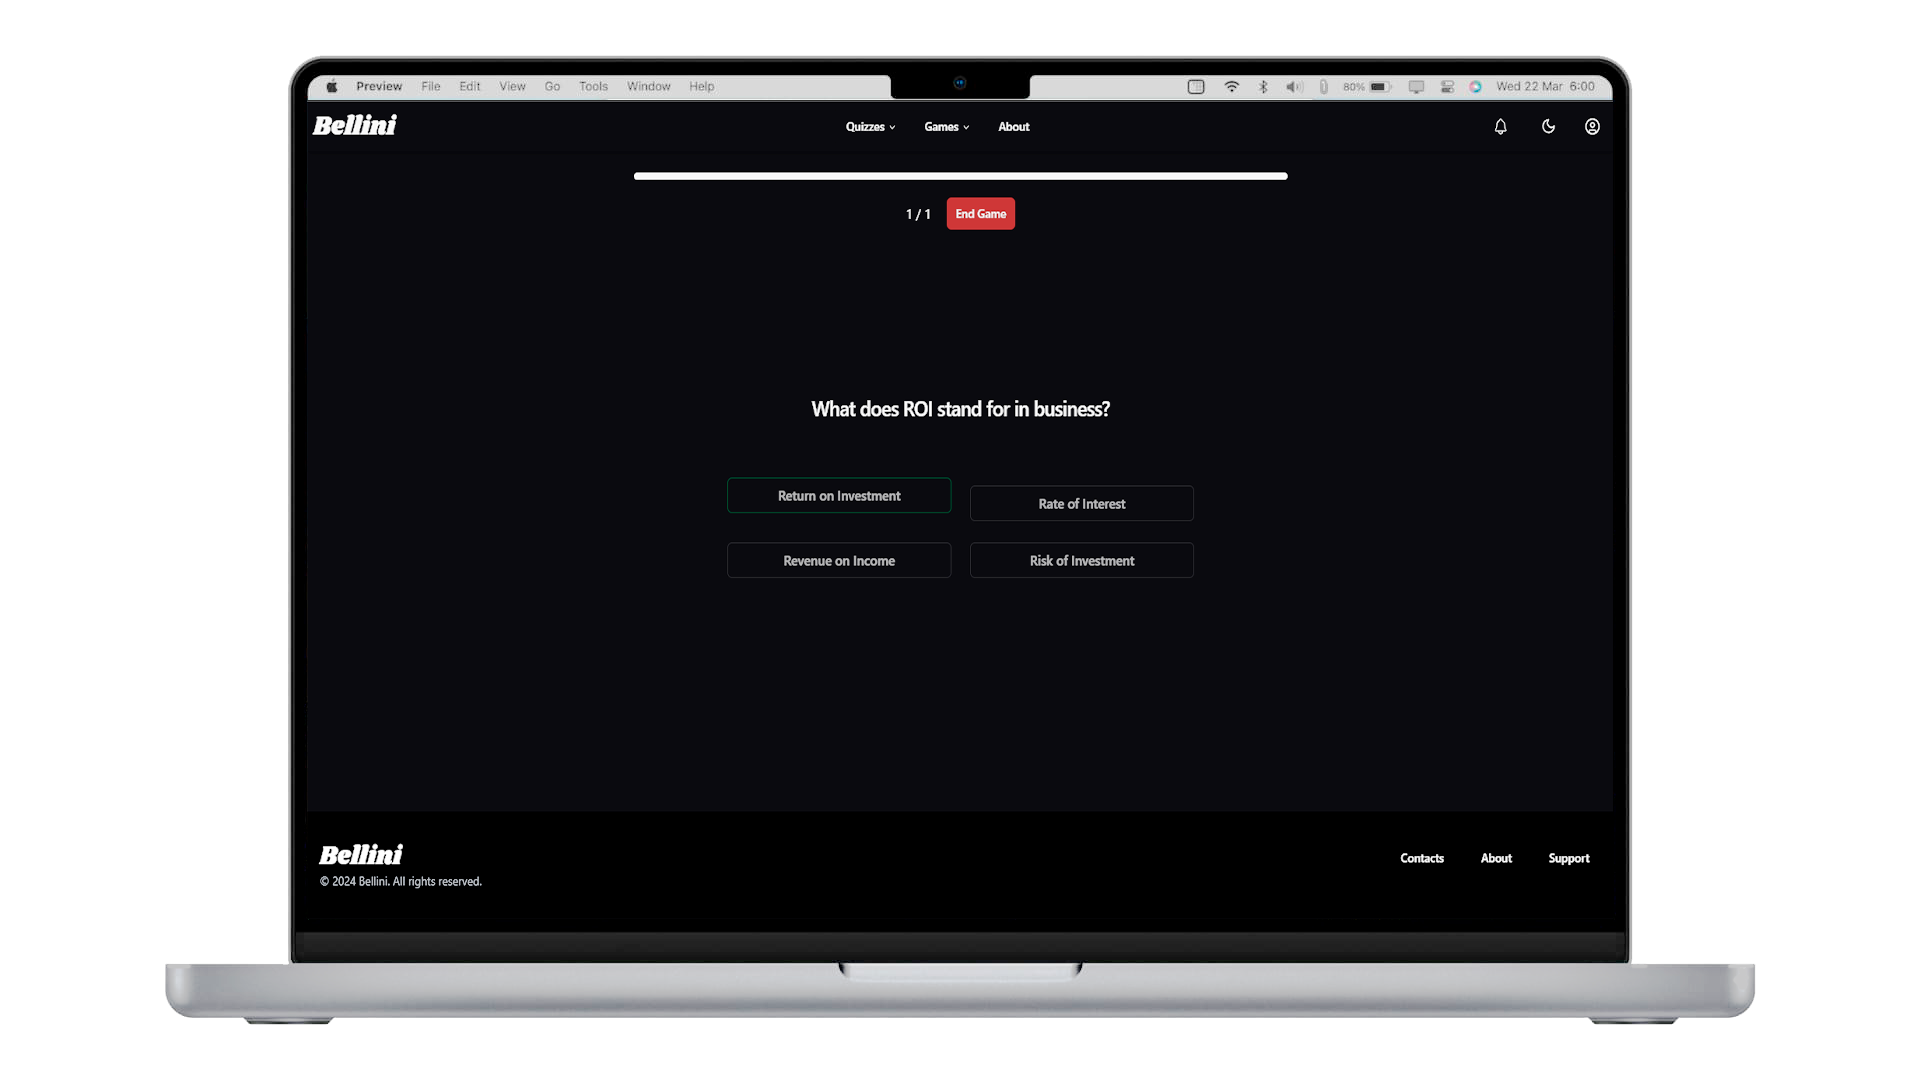 Preview File Edit View Go Tools Window Help 80% Wed 22 Mar 6:00
Bellini Quizzes Games About
1 / 1 End Game
What does ROI stand for in business?
Return on Investment Rate of Interest
Revenue on Income Risk of Investment
Bellini Contacts About Support
© 2024 Bellini. All rights reserved.